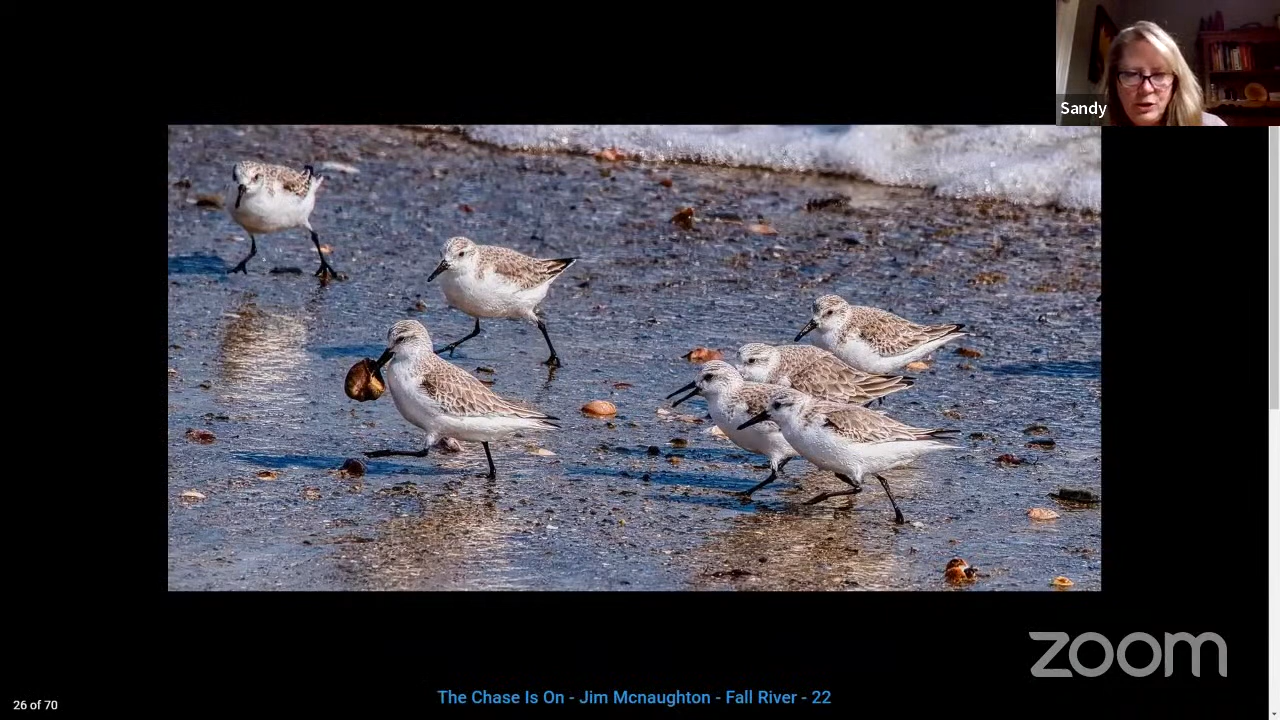 Sandy
zoom
The Chase Is On - Jim Mcnaughton - Fall River - 22
26 of 70